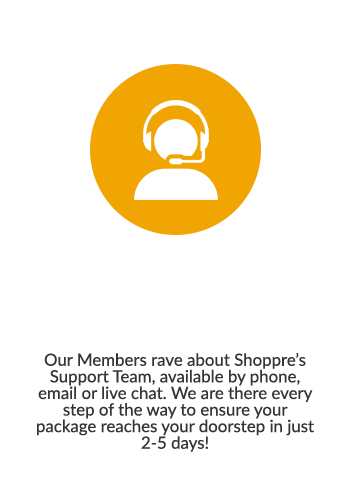 Our Members rave about Shoppre's
Support Team, available by phone,
email or live chat. We are there every
step of the way to ensure your
package reaches your doorstep in just
2-5 days!